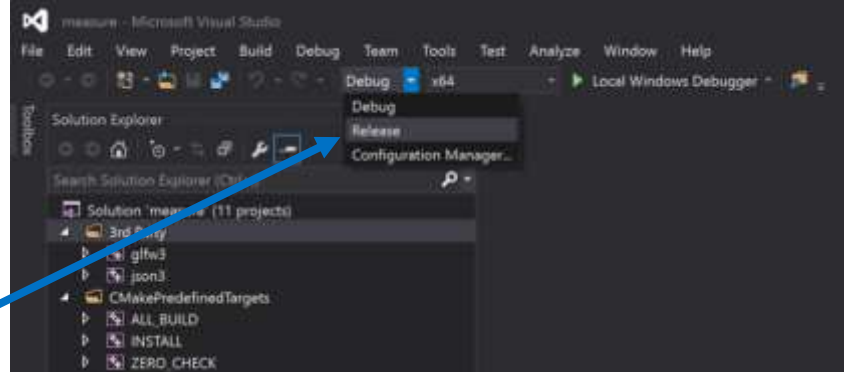 measure - Microsoft Visual Studio
File Edit View Project Build Debug Team Tools Test Analyze Window Help
Debug x64 Local Windows Debugger
Debug
Release
Configuration Manager...
Toolbox
Solution Explorer
Search Solution Explorer
Solution 'measure' (11 projects)
3rd Party
glfw3
json3
CMakePredefinedTargets
ALL_BUILD
INSTALL
ZERO_CHECK